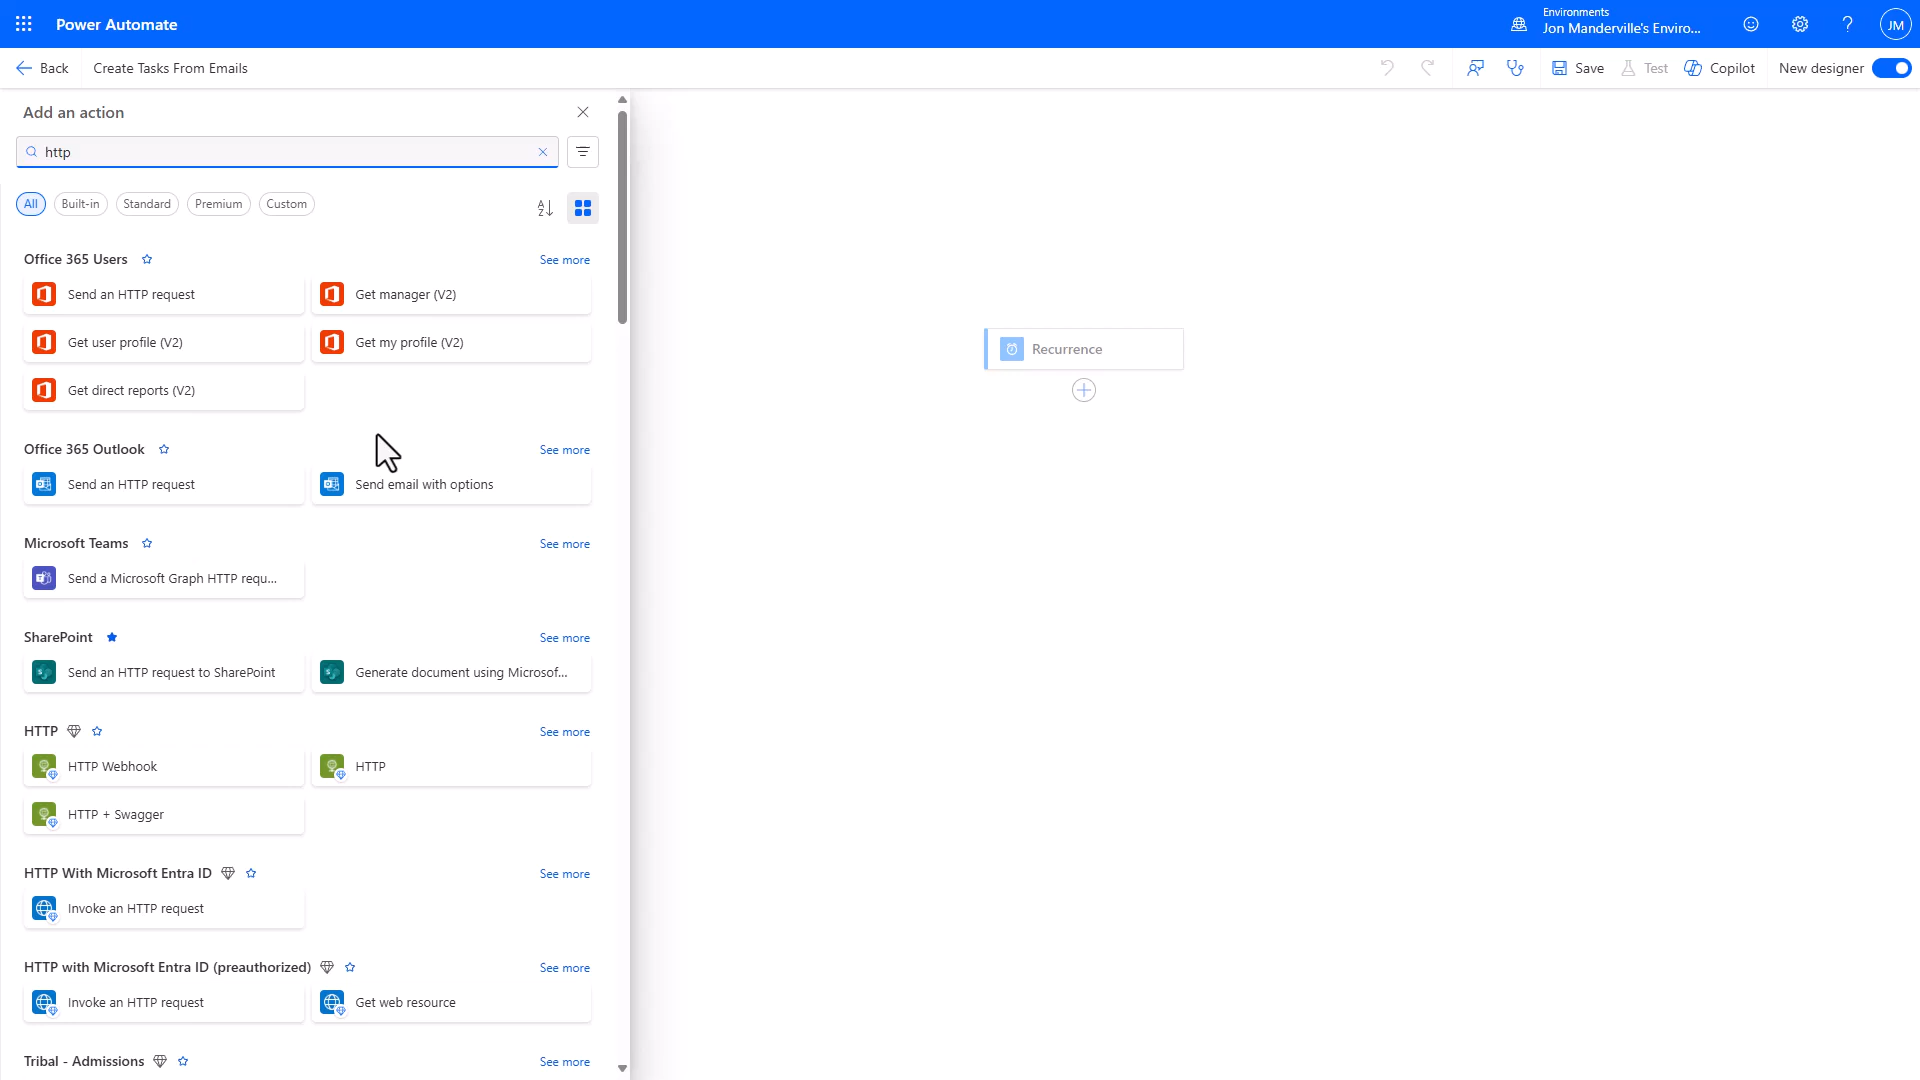 Power Automate
Environments
Jon Manderville's Enviro...
JM
Back
Create Tasks From Emails
Save
Test
Copilot
New designer
Add an action
http
All
Built-in
Standard
Premium
Custom
Office 365 Users
See more
Send an HTTP request
Get manager (V2)
Get user profile (V2)
Get my profile (V2)
Get direct reports (V2)
Office 365 Outlook
See more
Send an HTTP request
Send email with options
Microsoft Teams
See more
Send a Microsoft Graph HTTP requ...
SharePoint
See more
Send an HTTP request to SharePoint
Generate document using Microsof...
HTTP
See more
HTTP Webhook
HTTP
HTTP + Swagger
HTTP With Microsoft Entra ID
See more
Invoke an HTTP request
HTTP with Microsoft Entra ID (preauthorized)
See more
Invoke an HTTP request
Get web resource
Tribal - Admissions
See more
Recurrence